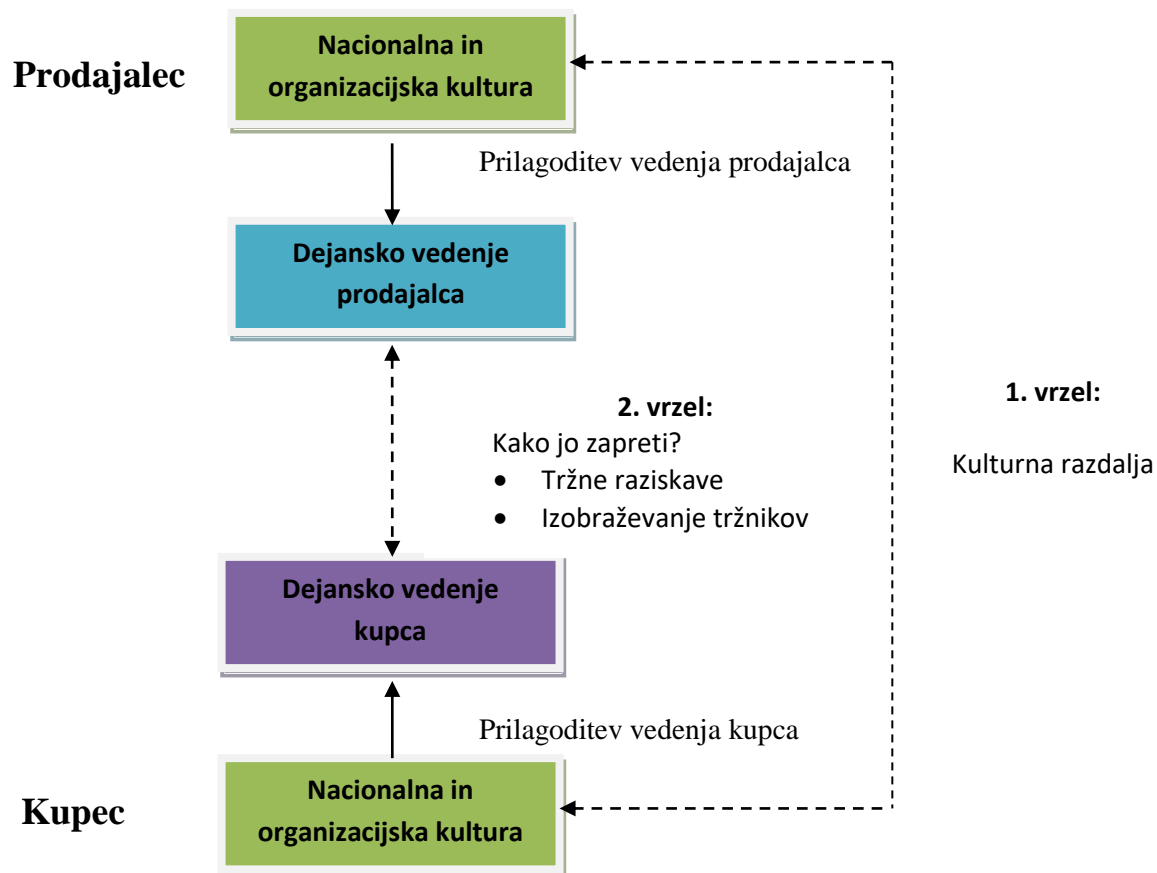 Nacionalna in
organizacijska kultura
Prodajalec
Prilagoditev vedenja prodajalca
Dejansko vedenje
prodajalca
2. vrzel:
Kako jo zapreti?
• Tržne raziskave
• Izobraževanje tržnikov
1. vrzel:
Kulturna razdalja
Dejansko vedenje
kupca
Prilagoditev vedenja kupca
Kupec
Nacionalna in
organizacijska kultura